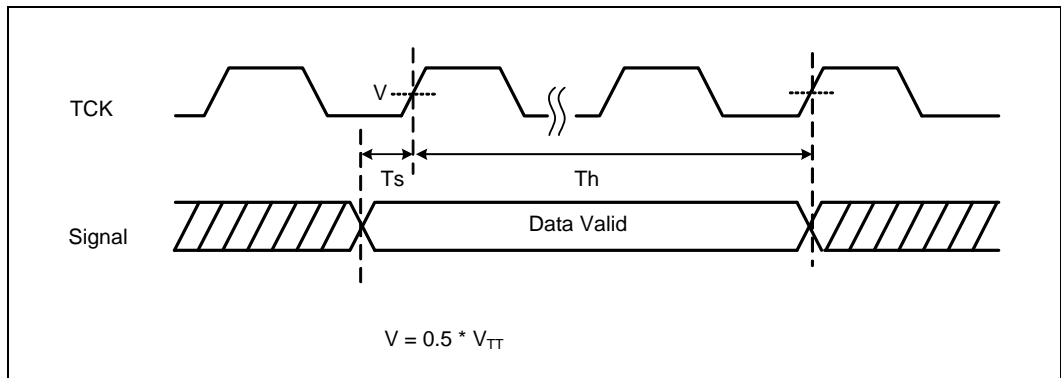 TCK
V
Ts
Th
Signal
Data Valid
V = 0.5 * VTT